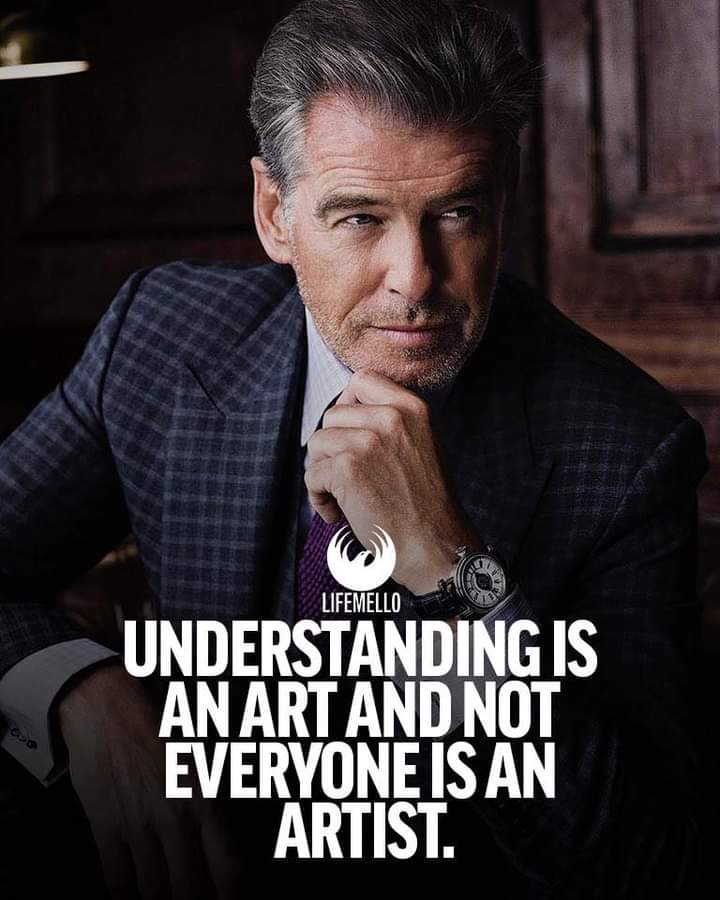 LIFEMELLO
UNDERSTANDING IS
AN ART AND NOT
EVERYONE IS AN
ARTIST.